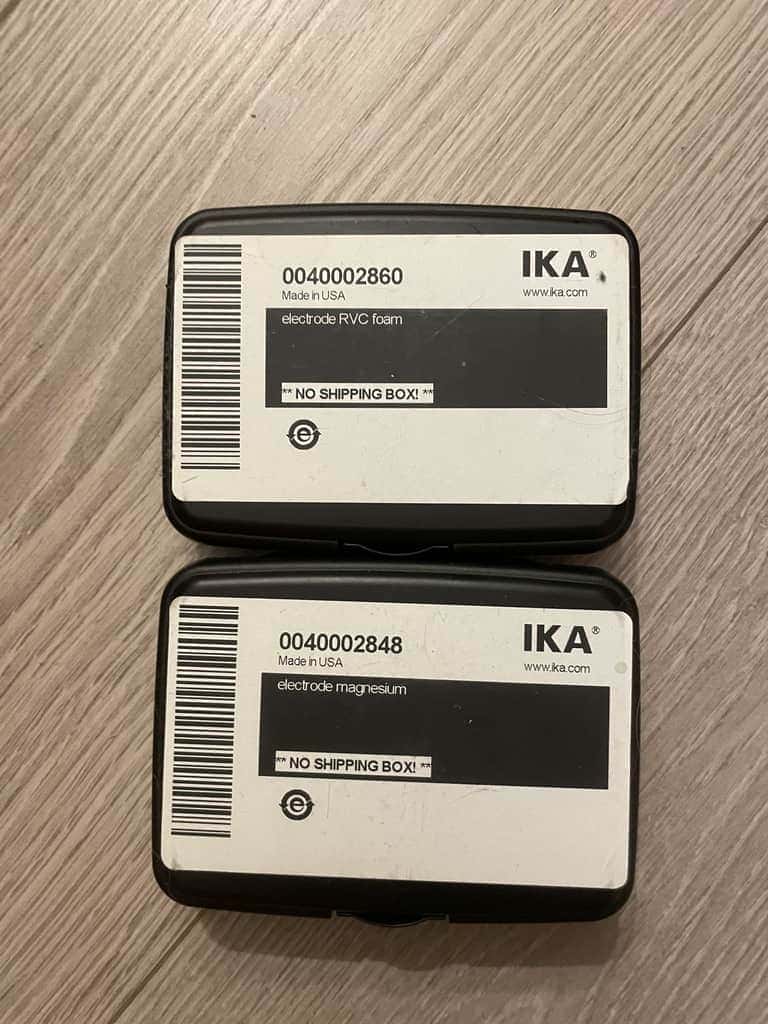 0040002860
Made in USA
IKA®
www.ika.com
electrode RVC foam
** NO SHIPPING BOX! **
e
0040002848
Made in USA
IKA®
www.ika.com
electrode magnesium
** NO SHIPPING BOX! **
e